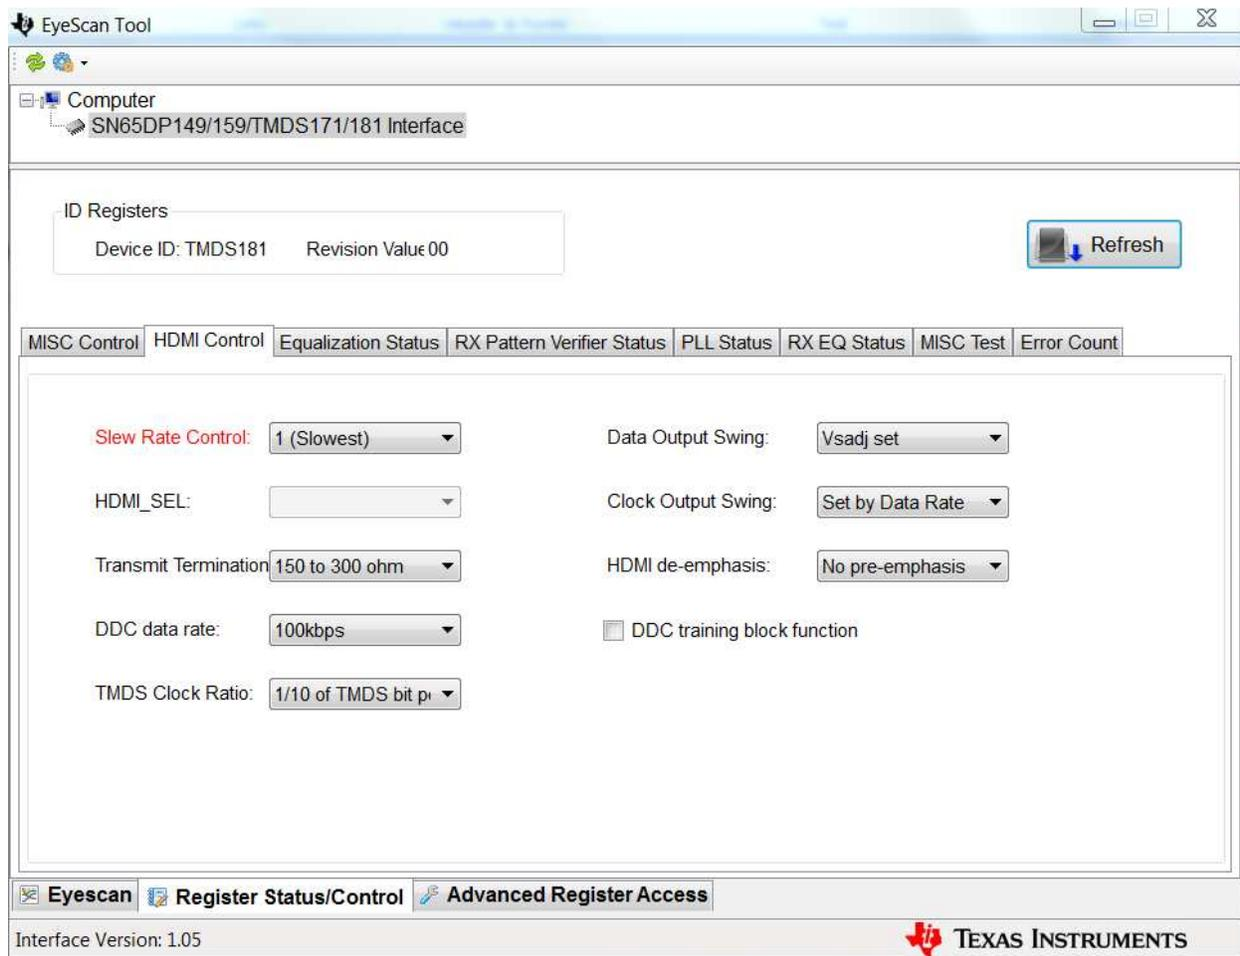 EyeScan Tool
Computer
SN65DP149/159/TMDS171/181 Interface
ID Registers
Device ID: TMDS181 Revision Value 00
Refresh
MISC Control HDMI Control Equalization Status RX Pattern Verifier Status PLL Status RX EQ Status MISC Test Error Count
Slew Rate Control: 1 (Slowest) Data Output Swing: Vsadj set
HDMI_SEL: Clock Output Swing: Set by Data Rate
Transmit Termination 150 to 300 ohm HDMI de-emphasis: No pre-emphasis
DDC data rate: 100kbps DDC training block function
TMDS Clock Ratio: 1/10 of TMDS bit
Eyescan Register Status/Control Advanced Register Access
Interface Version: 1.05 TEXAS INSTRUMENTS